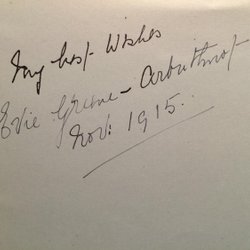 My best Wishes
Evie Greene - Arbuthnot
Nov: 1915.